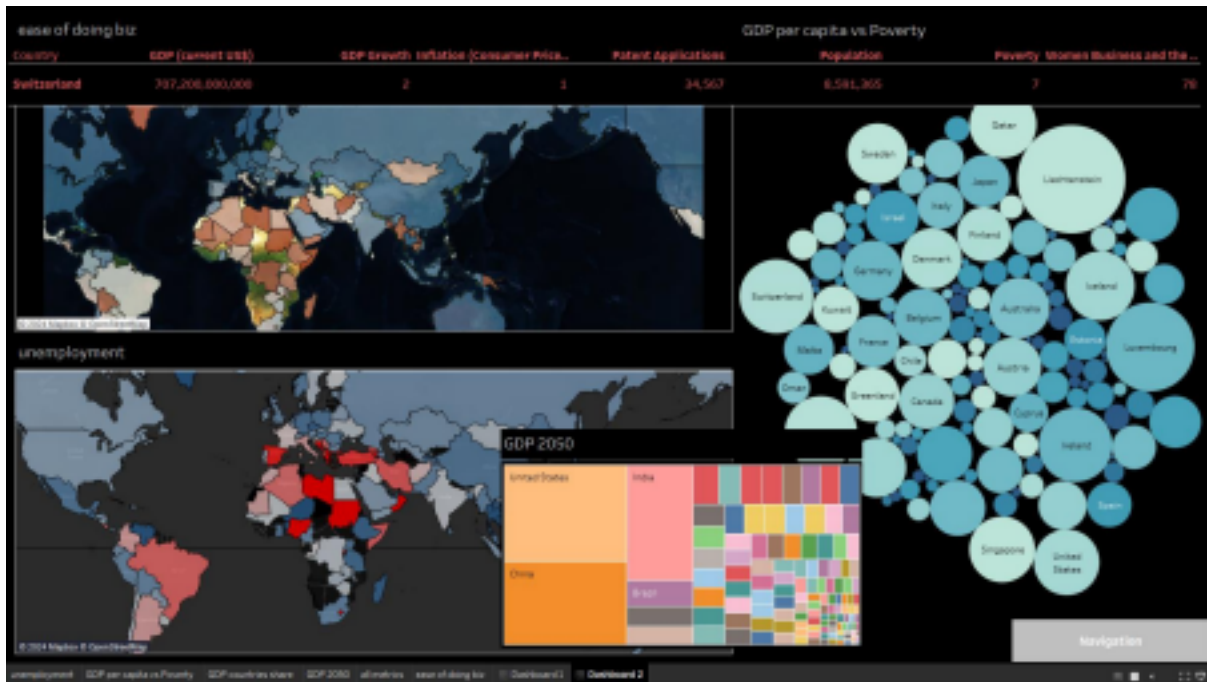 ease of doing biz
GDP per capita vs Poverty
Country GDP (current US$) GDP Growth Inflation (Consumer Price... Patent Applications Population Poverty Women Business and the ...
Switzerland 707,200,000,000 2 1 34,567 8,591,365 7 78
Qatar
Sweden
Japan
Liechtenstein
Italy
Israel
Finland
Denmark
Germany
Iceland
Switzerland
Kuwait
Australia
Belgium
© 2024 Mapbox © OpenStreetMap
unemployment
Malta
France
Estonia
Luxembourg
Chile
Austria
Oman
Greenland
Canada
Cyprus
Ireland
GDP 2050
United States
India
China
Brazil
Spain
Singapore
United
States
© 2024 Mapbox © OpenStreetMap
Navigation
unemployment GDP per capita vs Poverty GDP countries share GDP 2050 all metrics ease of doing biz Dashboard 1 Dashboard 2